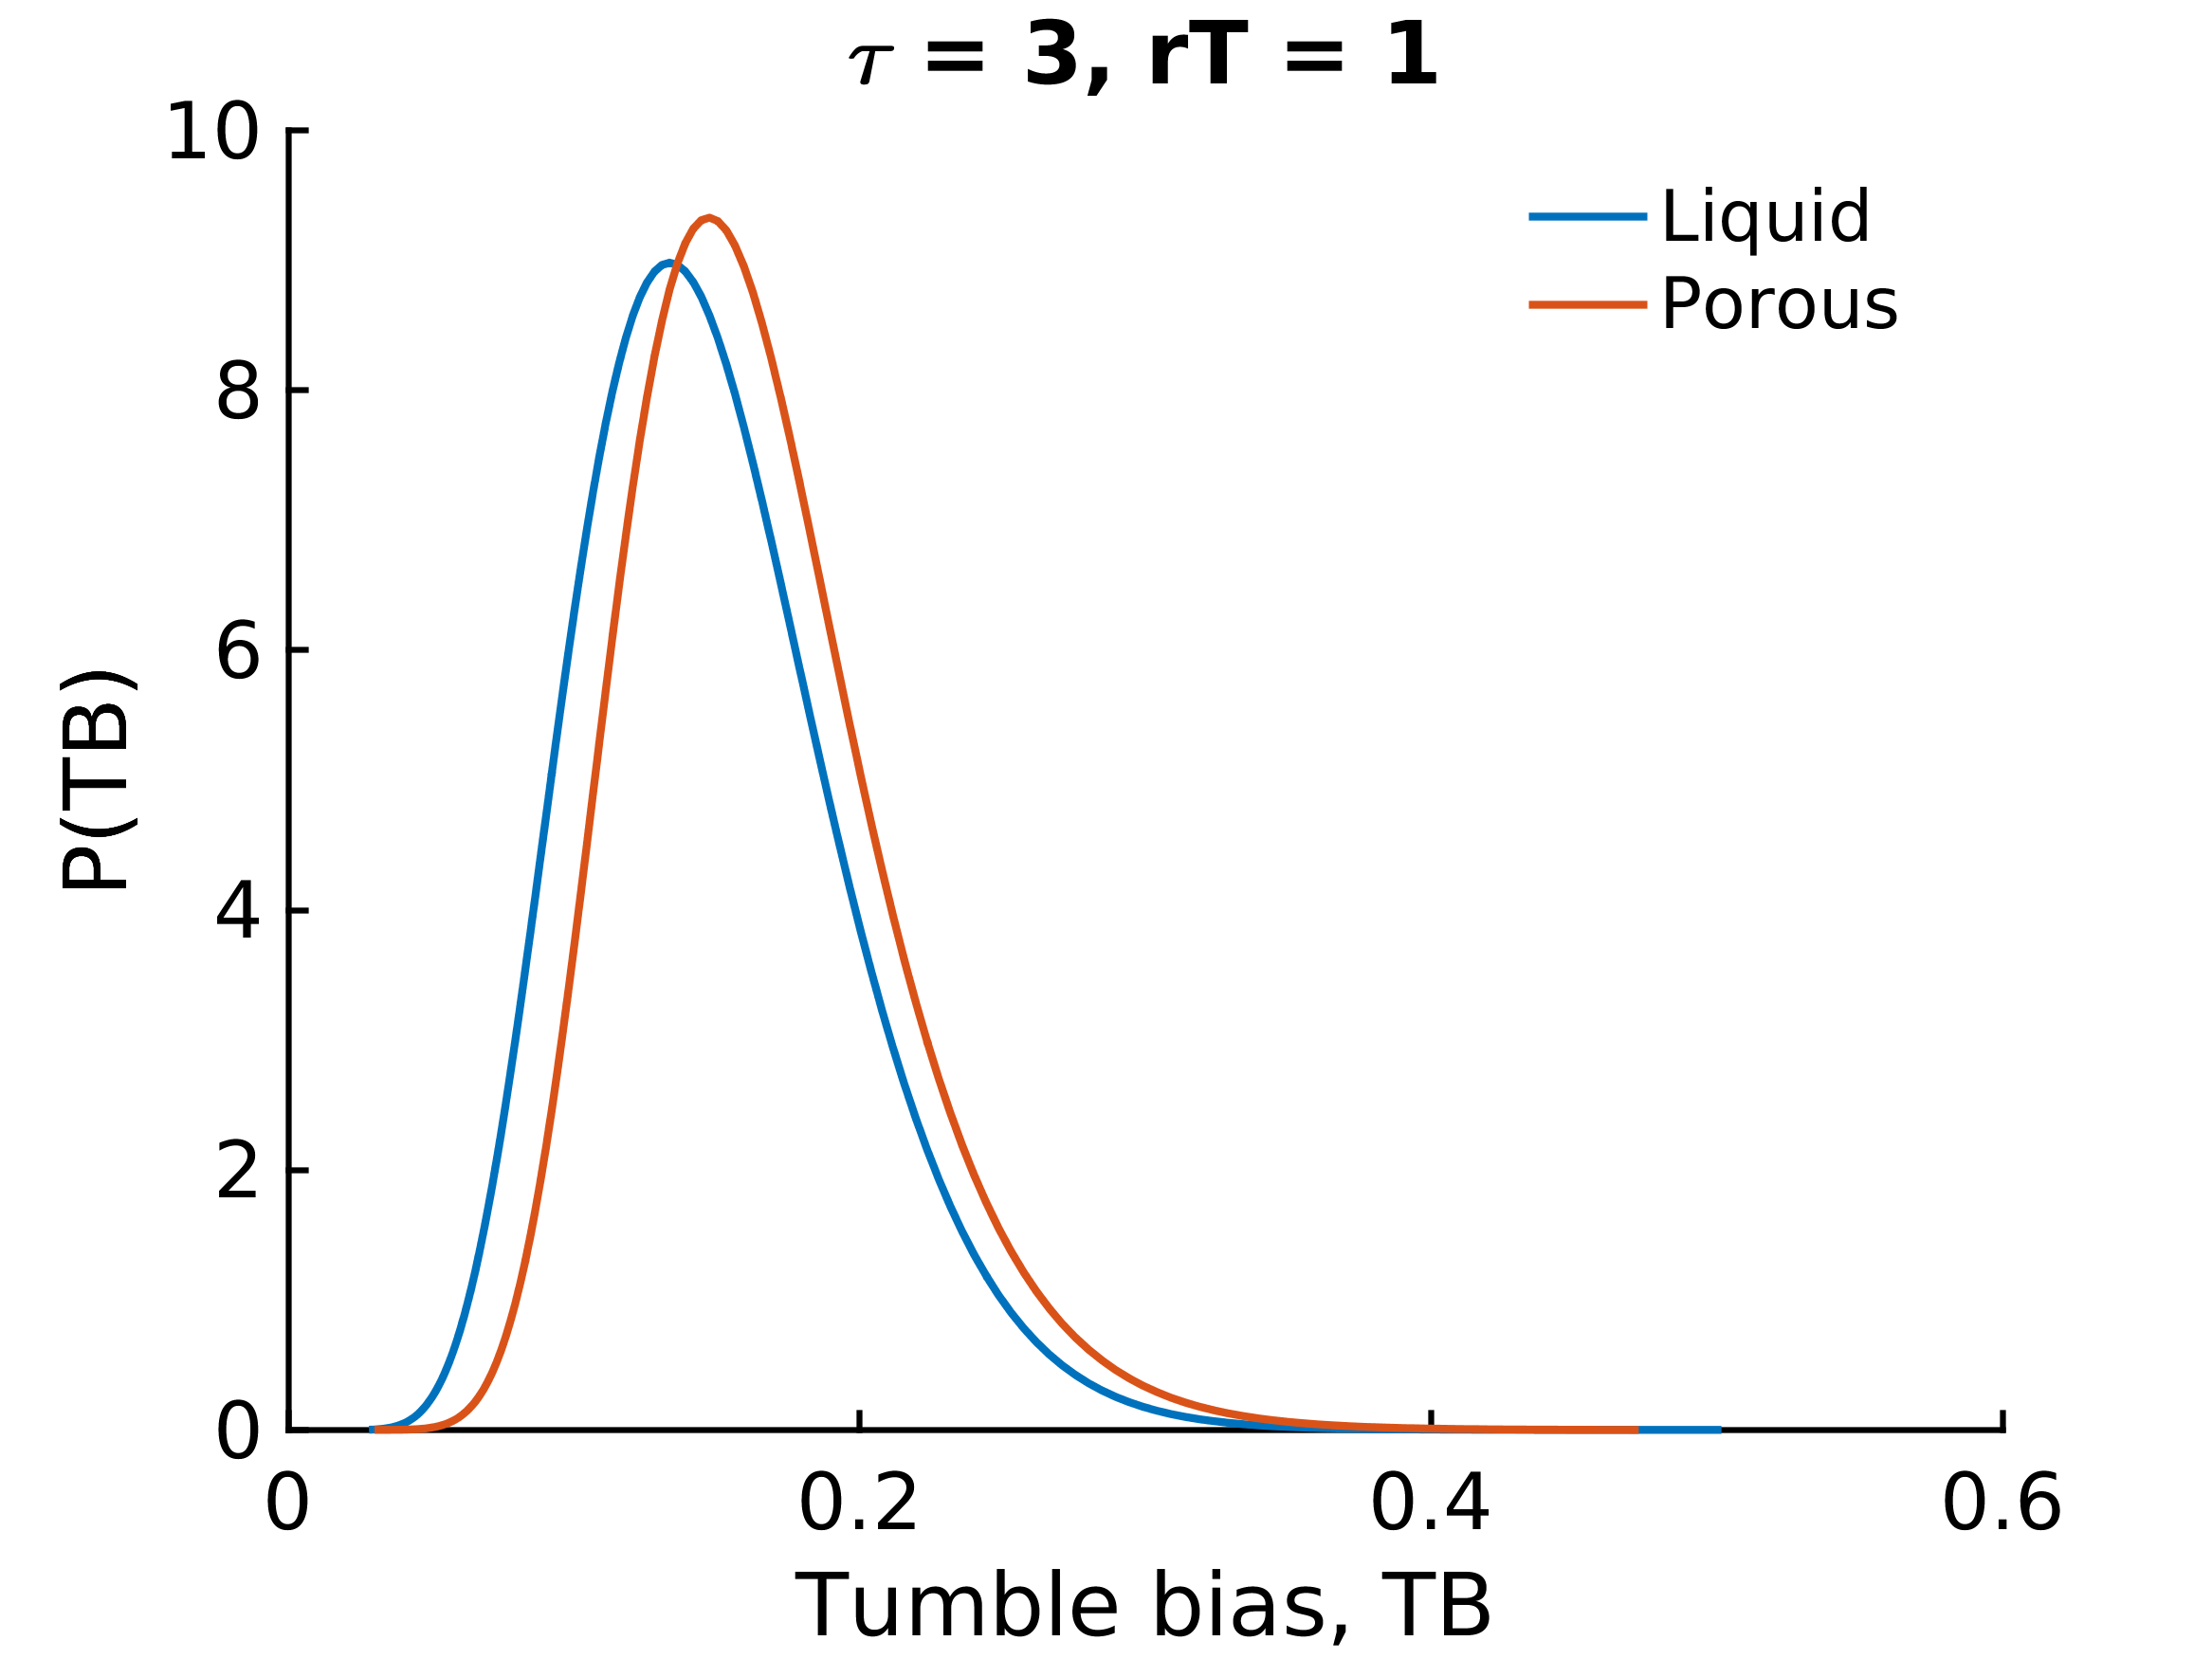 τ = 3, rT = 1
10
8
6
4
2
0
P(TB)
Liquid
Porous
0
0.2
0.4
0.6
Tumble bias, TB